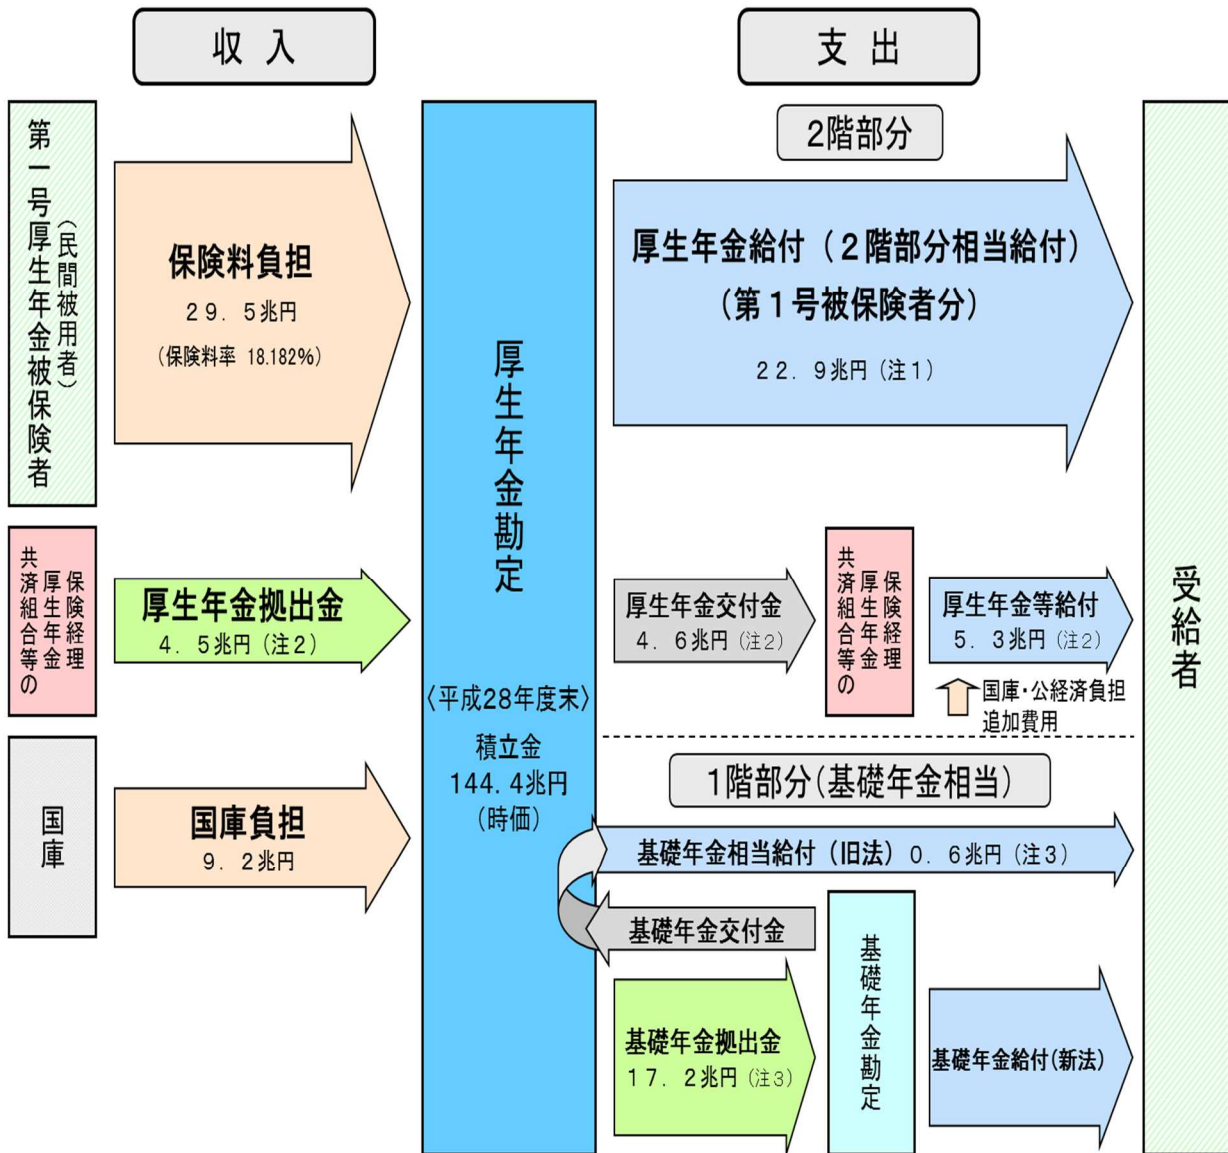 収 入
支 出
第一号厚生年金被保険者
（民間被用者）
保険料負担
２９．５兆円
（保険料率 18.182％）
共済組合等の
厚生年金
保険経理
厚生年金拠出金
４．５兆円（注２）
国庫
国庫負担
９．２兆円
厚生年金勘定
〈平成28年度末〉
積立金
144.4兆円
（時価）
２階部分
厚生年金給付（２階部分相当給付）
（第１号被保険者分）
２２．９兆円（注１）
厚生年金交付金
４．６兆円（注２）
共済組合等の
厚生年金
保険経理
厚生年金等給付
５．３兆円（注２）
国庫・公経済負担
追加費用
１階部分（基礎年金相当）
基礎年金相当給付（旧法）０．６兆円（注３）
基礎年金交付金
基礎年金拠出金
１７．２兆円（注３）
基礎年金勘定
基礎年金給付（新法）
受給者